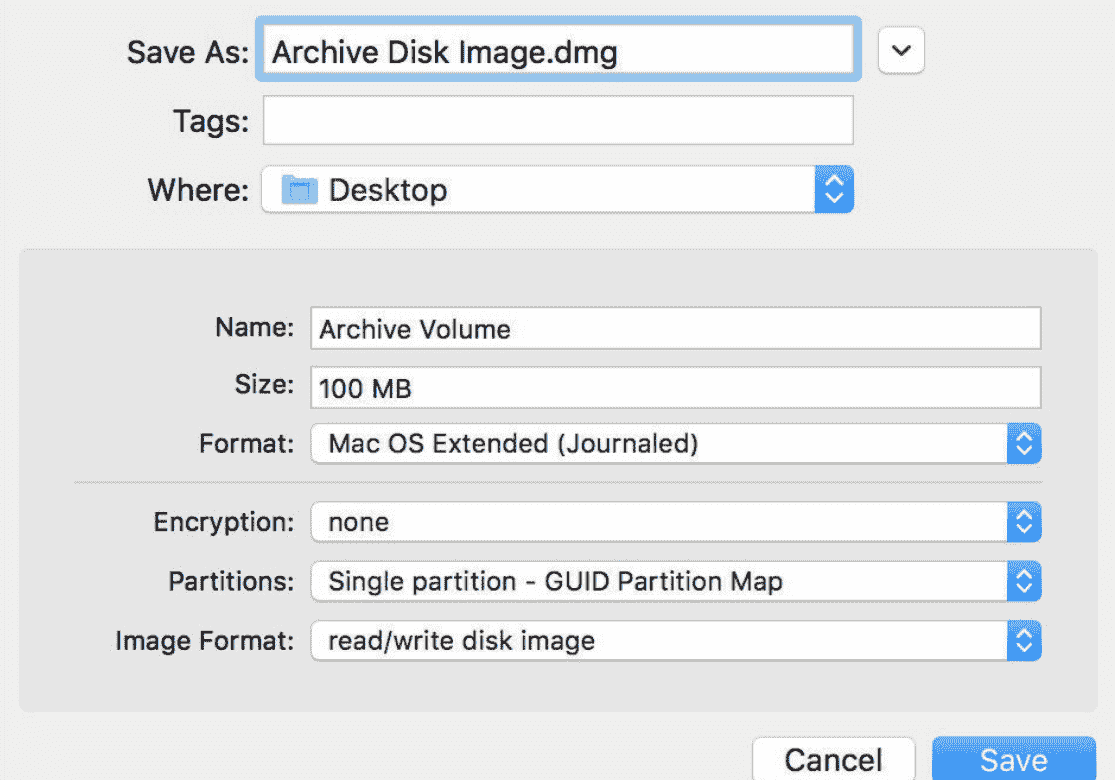 Save As: Archive Disk Image.dmg
Tags:
Where: Desktop
Name: Archive Volume
Size: 100 MB
Format: Mac OS Extended (Journaled)
Encryption: none
Partitions: Single partition - GUID Partition Map
Image Format: read/write disk image
Cancel Save